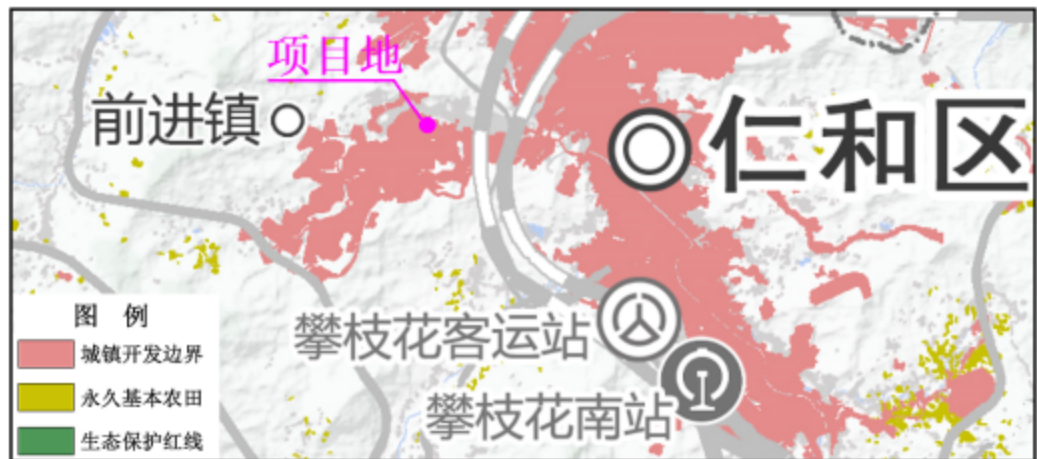 项目地
前进镇
仁和区
图 例
城镇开发边界
永久基本农田
生态保护红线
攀枝花客运站
攀枝花南站